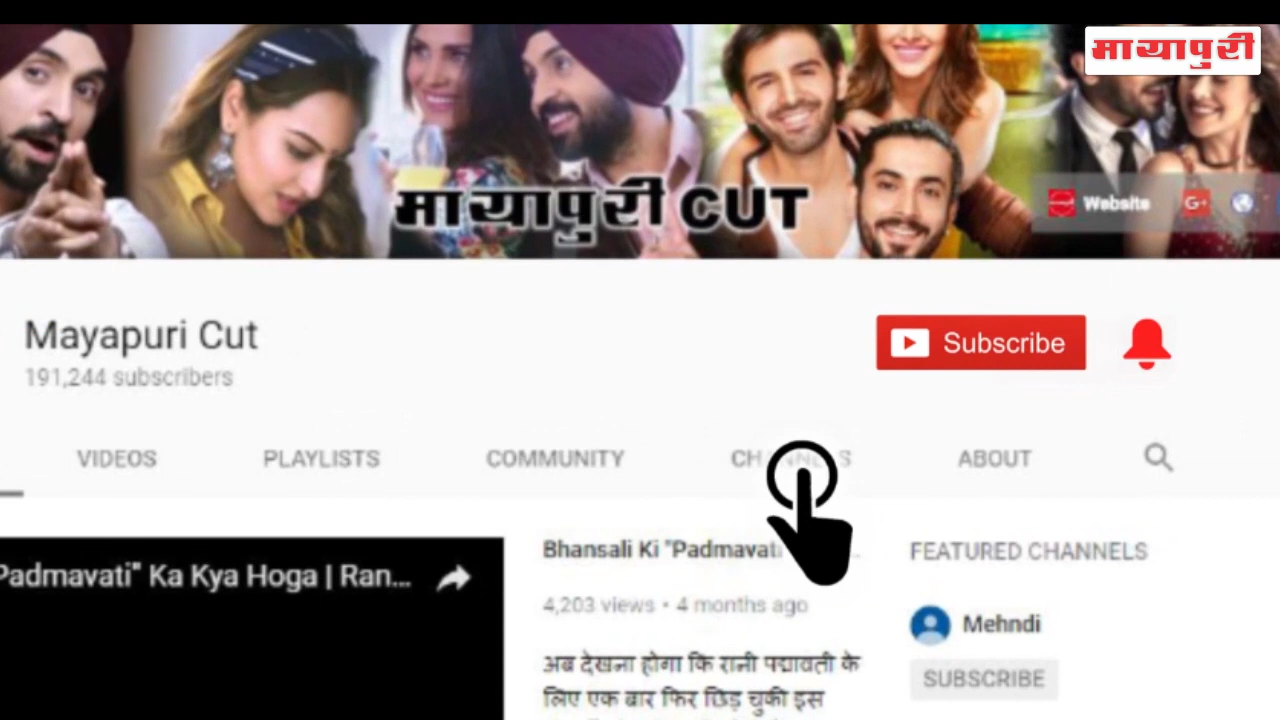 मायापुरी
मायापुरी CUT
Website
G+
Mayapuri Cut
191,244 subscribers
Subscribe
VIDEOS PLAYLISTS COMMUNITY ABOUT
Padmavati" Ka Kya Hoga | Ran...
Bhansali Ki "Padmavati
4,203 views • 4 months ago
अब देखना होगा कि रानी पद्मावती के
लिए एक बार फिर छिड़ चुकी इस
FEATURED CHANNELS
Mehndi
SUBSCRIBE